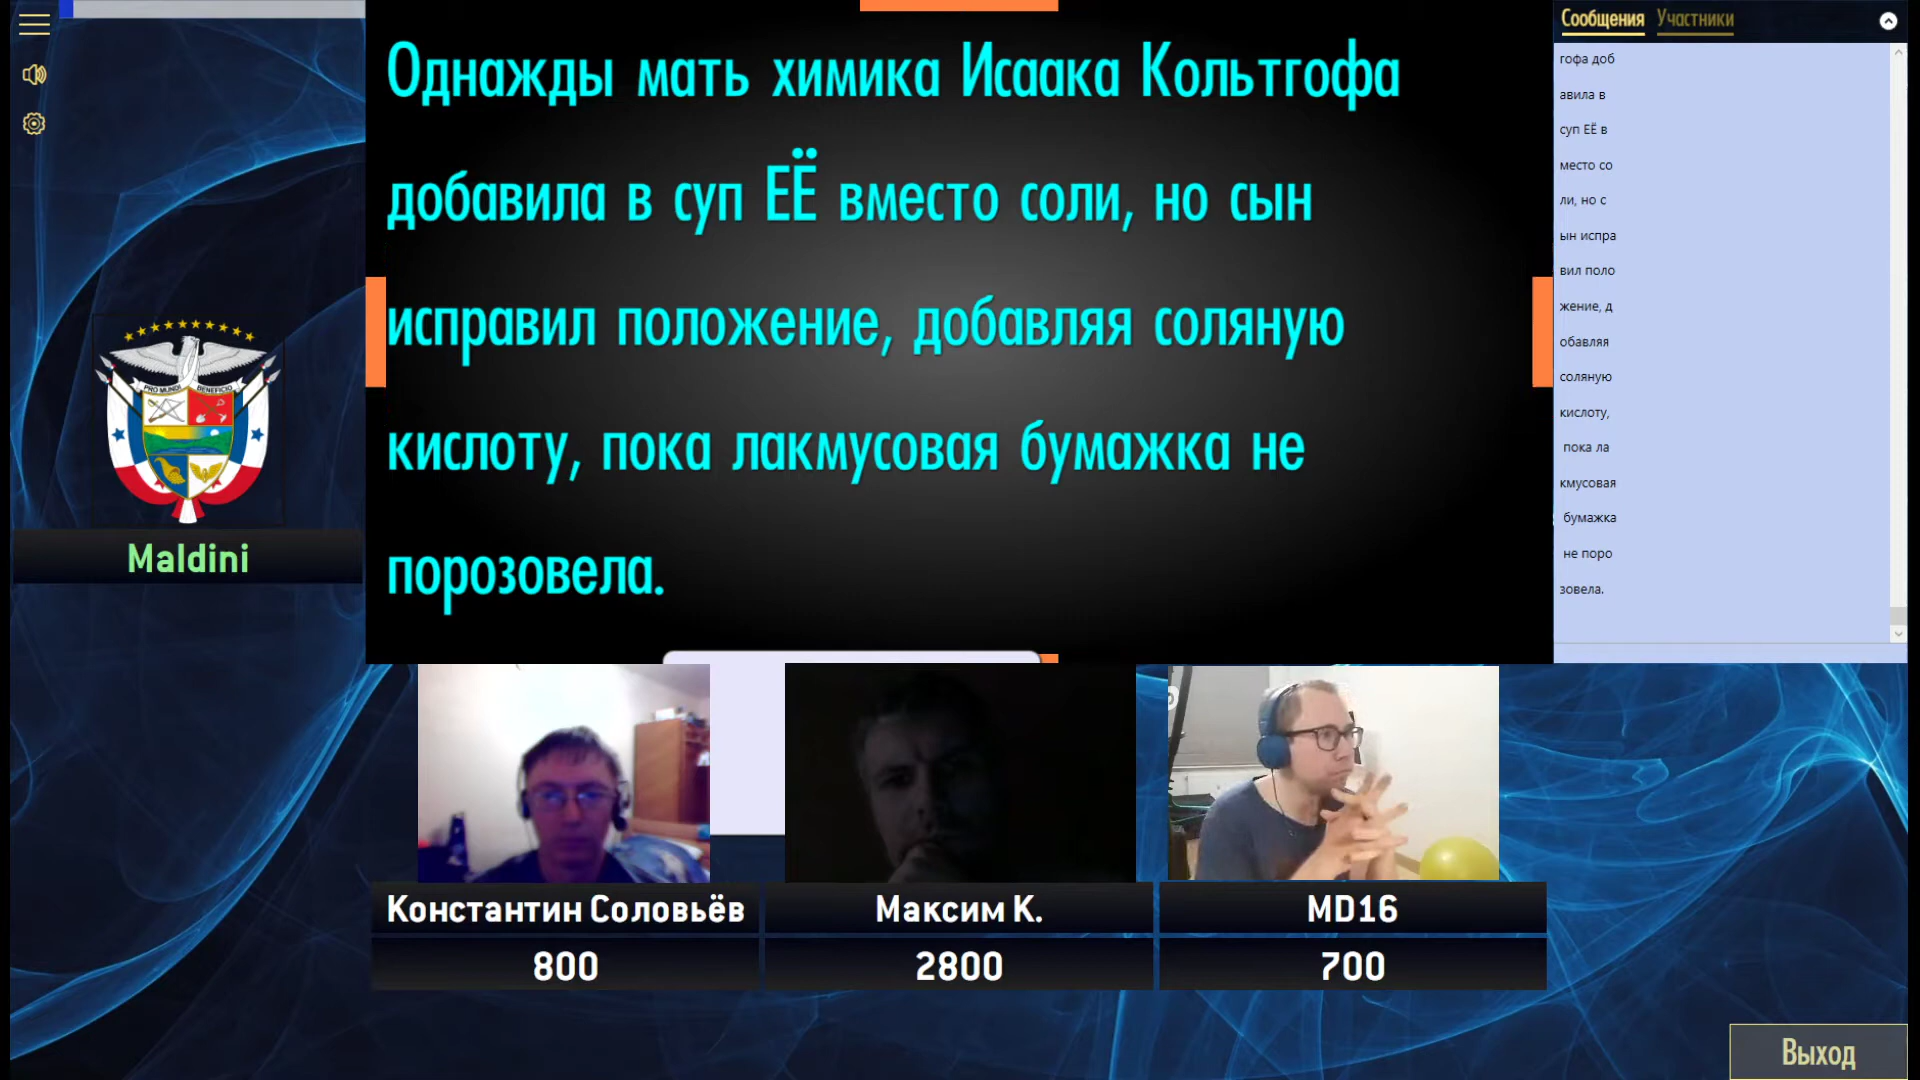 Однажды мать химика Исаака Кольтгофа
добавила в суп ЕЁ вместо соли, но сын
исправил положение, добавляя соляную
кислоту, пока лакмусовая бумажка не
порозовела.
Сообщения Участники
гофа доб
авила в
суп ЕЁ в
место со
ли, но с
ын испра
вил поло
жение, д
обавляя
соляную
кислоту,
пока ла
кмусовая
бумажка
не поро
зовела.
PRO MUNDI BENEFICIO
Maldini
Константин Соловьёв
800
Максим К.
2800
MD16
700
Выход